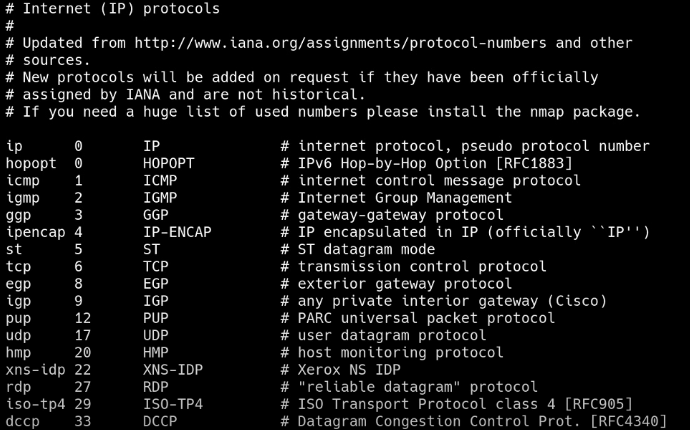 # Internet (IP) protocols
#
# Updated from http://www.iana.org/assignments/protocol-numbers and other
# sources.
# New protocols will be added on request if they have been officially
# assigned by IANA and are not historical.
# If you need a huge list of used numbers please install the nmap package.

ip      0       IP              # internet protocol, pseudo protocol number
hopopt  0       HOPOPT          # IPv6 Hop-by-Hop Option [RFC1883]
icmp    1       ICMP            # internet control message protocol
igmp    2       IGMP            # Internet Group Management
ggp     3       GGP             # gateway-gateway protocol
ipencap 4       IP-ENCAP        # IP encapsulated in IP (officially ``IP'')
st      5       ST              # ST datagram mode
tcp     6       TCP             # transmission control protocol
egp     8       EGP             # exterior gateway protocol
igp     9       IGP             # any private interior gateway (Cisco)
pup     12      PUP             # PARC universal packet protocol
udp     17      UDP             # user datagram protocol
hmp     20      HMP             # host monitoring protocol
xns-idp 22      XNS-IDP         # Xerox NS IDP
rdp     27      RDP             # "reliable datagram" protocol
iso-tp4 29      ISO-TP4         # ISO Transport Protocol class 4 [RFC905]
dccp    33      DCCP            # Datagram Congestion Control Prot. [RFC4340]